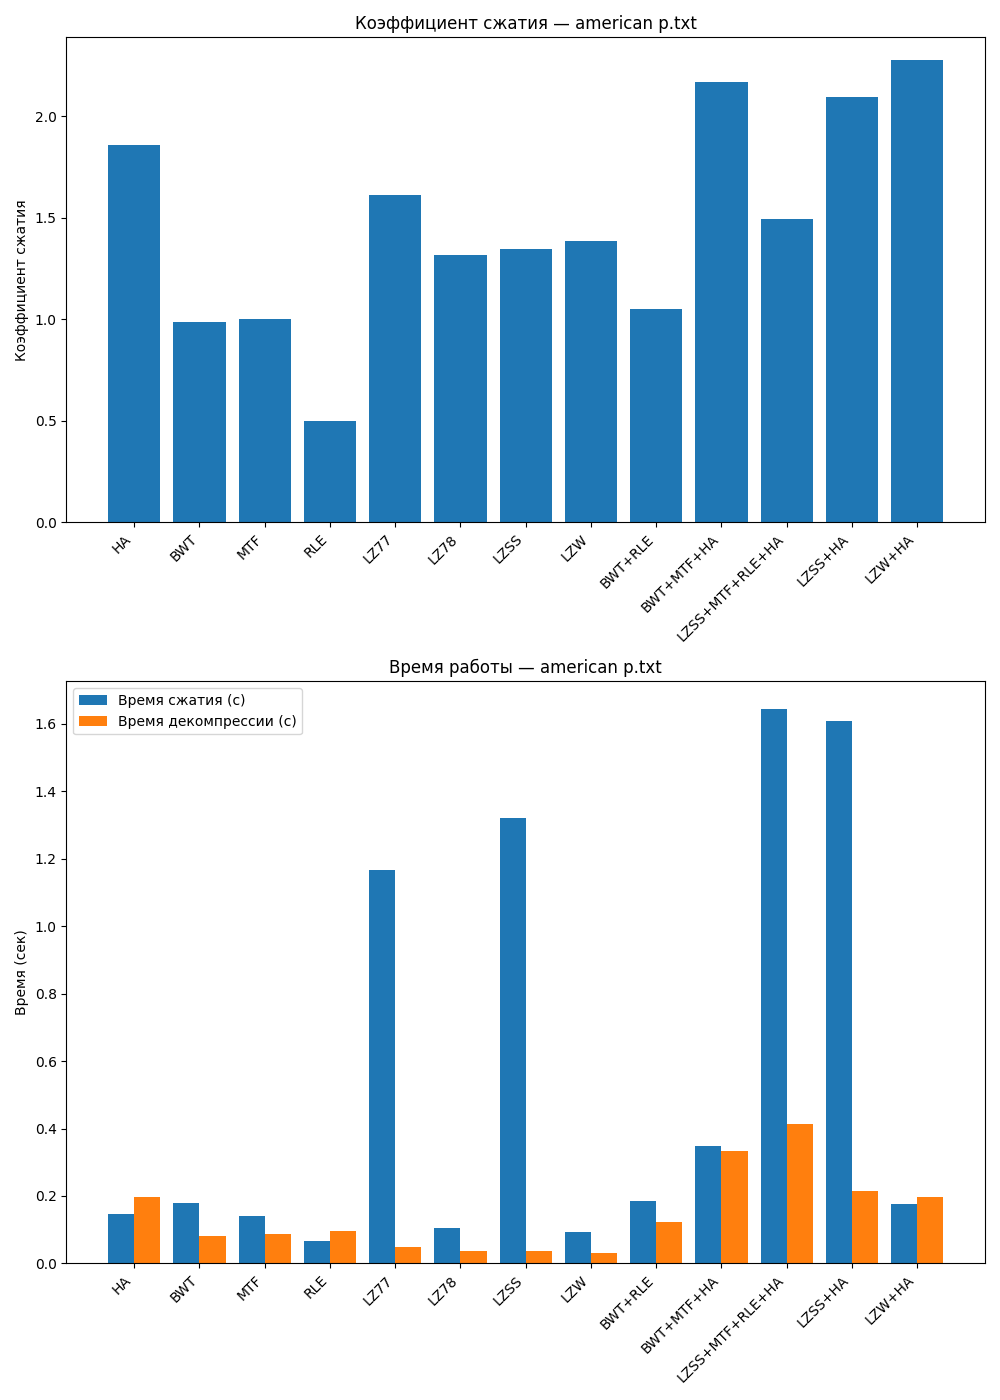 Коэффициент сжатия — american p.txt
Коэффициент сжатия
2.0
1.5
1.0
0.5
0.0
HA
BWT
MTF
RLE
LZ77
LZ78
LZSS
LZW
BWT+RLE
BWT+MTF+HA
LZSS+MTF+RLE+HA
LZSS+HA
LZW+HA
Время работы — american p.txt
Время сжатия (с)
Время декомпрессии (с)
Время (сек)
1.6
1.4
1.2
1.0
0.8
0.6
0.4
0.2
0.0
HA
BWT
MTF
RLE
LZ77
LZ78
LZSS
LZW
BWT+RLE
BWT+MTF+HA
LZSS+MTF+RLE+HA
LZSS+HA
LZW+HA